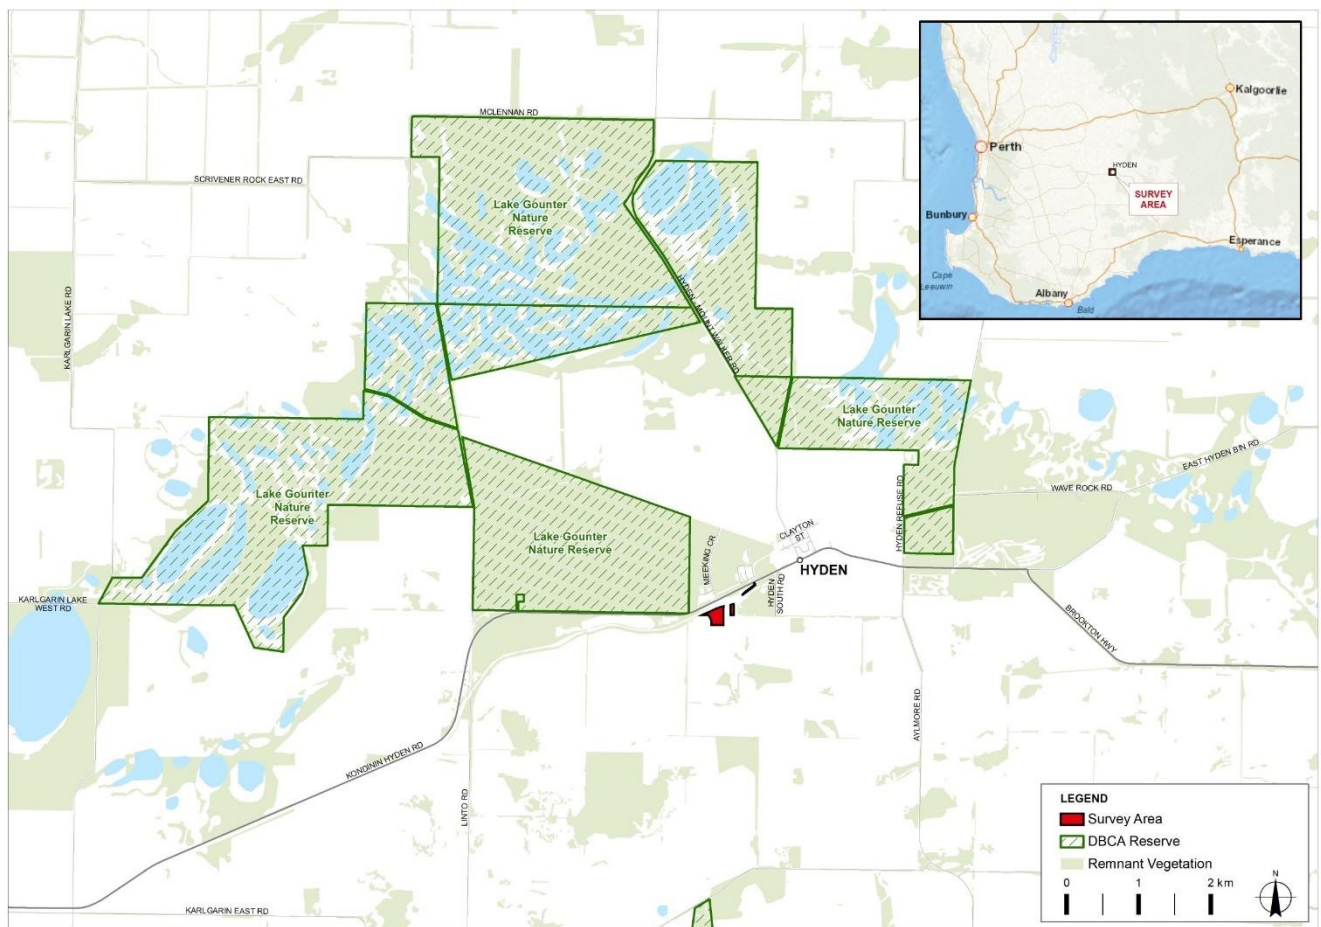 MCLENNAN RD
SCRIVENER ROCK EAST RD
Lake Gounter
Nature
Reserve
KARLGARIN LAKE RD
HYDEN MOUNT WALKER RD
Lake Gounter
Nature Reserve
Lake Gounter
Nature
Reserve
Lake Gounter
Nature Reserve
EAST HYDEN BIN RD
WAVE ROCK RD
HYDEN REFUSE RD
CLAYTON
ST
MEEKING CR
HYDEN
HYDEN
SOUTH RD
KARLGARIN LAKE
WEST RD
BROOKTON HWY
AYLMORE RD
KONDININ HYDEN RD
LINTO RD
KARLGARIN EAST RD
Kalgoorlie
Perth
HYDEN
SURVEY
AREA
Bunbury
Esperance
Cape
Leeuwin
Albany
Bald
LEGEND
Survey Area
DBCA Reserve
Remnant Vegetation
0 1 2 km
N